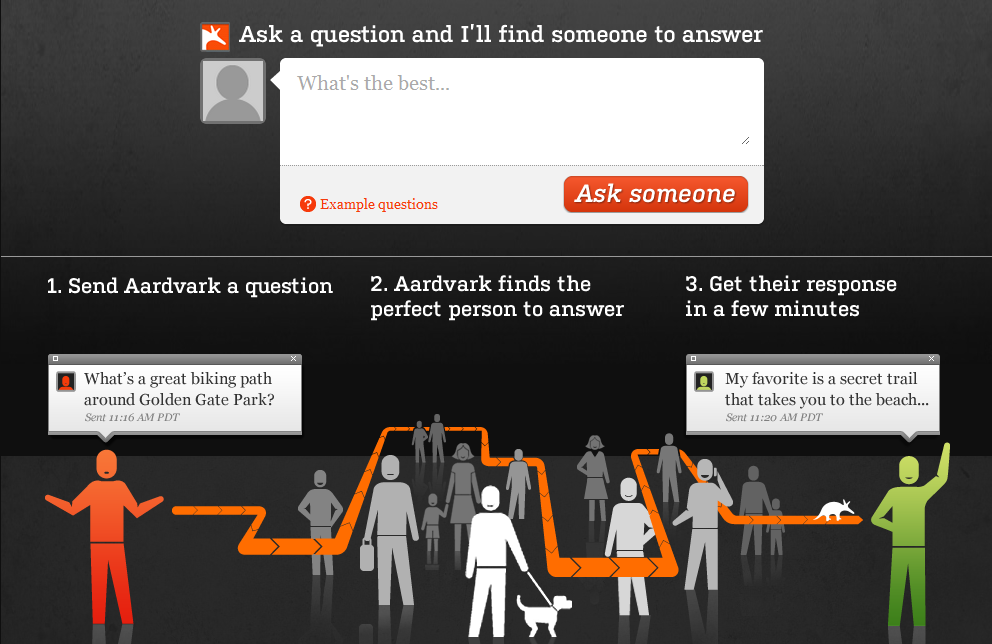 Ask a question and I'll find someone to answer
What's the best...
? Example questions
Ask someone
1. Send Aardvark a question
2. Aardvark finds the
perfect person to answer
3. Get their response
in a few minutes
What's a great biking path
around Golden Gate Park?
Sent 11:16 AM PDT
My favorite is a secret trail
that takes you to the beach...
Sent 11:20 AM PDT